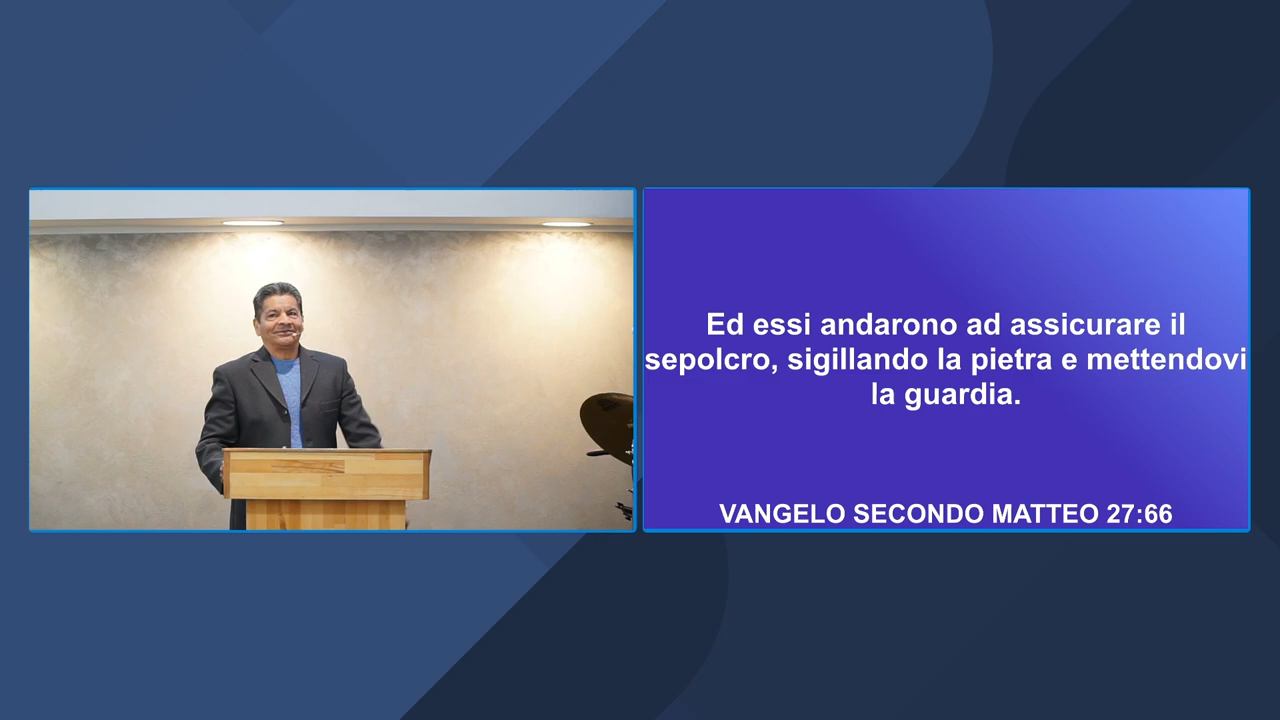 Ed essi andarono ad assicurare il
sepolcro, sigillando la pietra e mettendovi
la guardia.
VANGELO SECONDO MATTEO 27:66